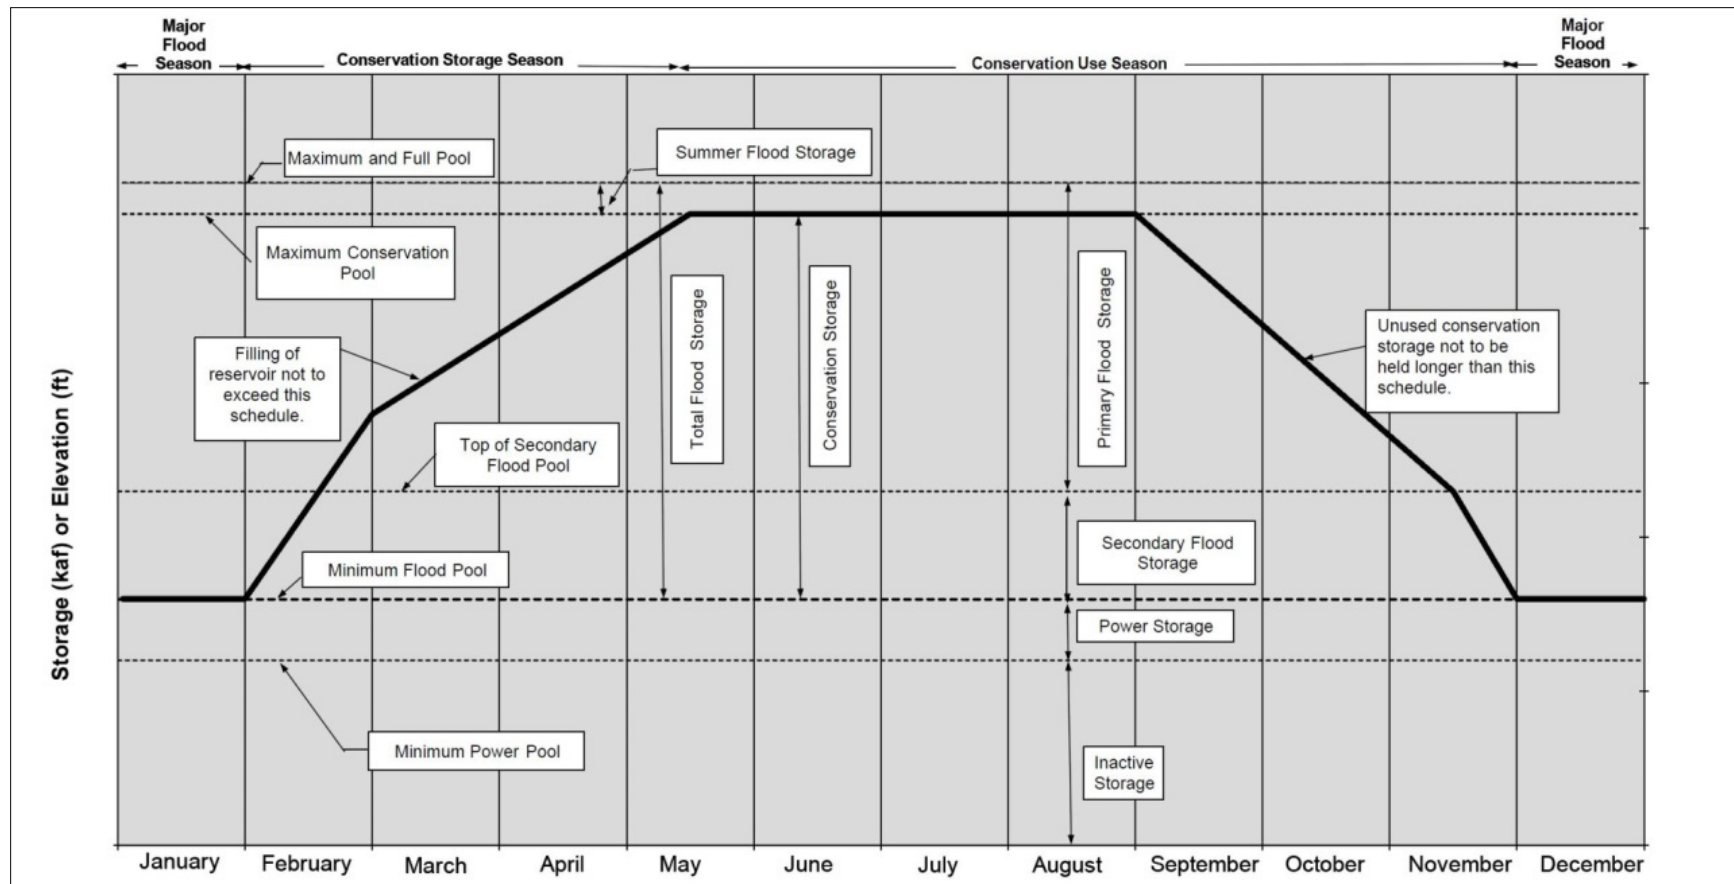 Major
Flood
Season
Conservation Storage Season
Conservation Use Season
Major
Flood
Season
Maximum and Full Pool
Summer Flood Storage
Maximum Conservation
Pool
Filling of
reservoir not to
exceed this
schedule.
Top of Secondary
Flood Pool
Minimum Flood Pool
Minimum Power Pool
Total Flood Storage
Conservation Storage
Primary Flood Storage
Unused conservation
storage not to be
held longer than this
schedule.
Secondary Flood
Storage
Power Storage
Inactive
Storage
Storage (kaf) or Elevation (ft)
January
February
March
April
May
June
July
August
September
October
November
December